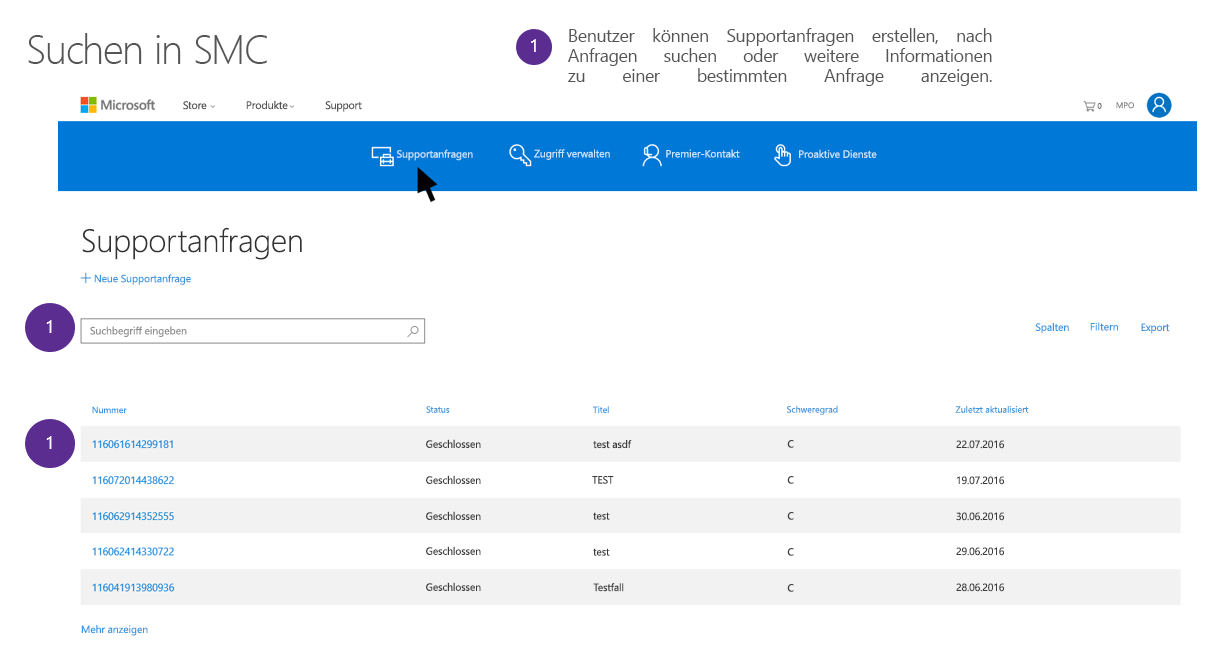 Suchen in SMC
1
Benutzer können Supportanfragen erstellen, nach
Anfragen suchen oder weitere Informationen
zu einer bestimmten Anfrage anzeigen.
Microsoft Store Produkte Support 0 MPO
Supportanfragen Zugriff verwalten Premier-Kontakt Proaktive Dienste
Supportanfragen
+ Neue Supportanfrage
1
Suchbegriff eingeben
Spalten Filtern Export
Nummer Status Titel Schweregrad Zuletzt aktualisiert
1
116061614299181 Geschlossen test asdf C 22.07.2016
116072014438622 Geschlossen TEST C 19.07.2016
116062914352555 Geschlossen test C 30.06.2016
116062414330722 Geschlossen test C 29.06.2016
116041913980936 Geschlossen Testfall C 28.06.2016
Mehr anzeigen